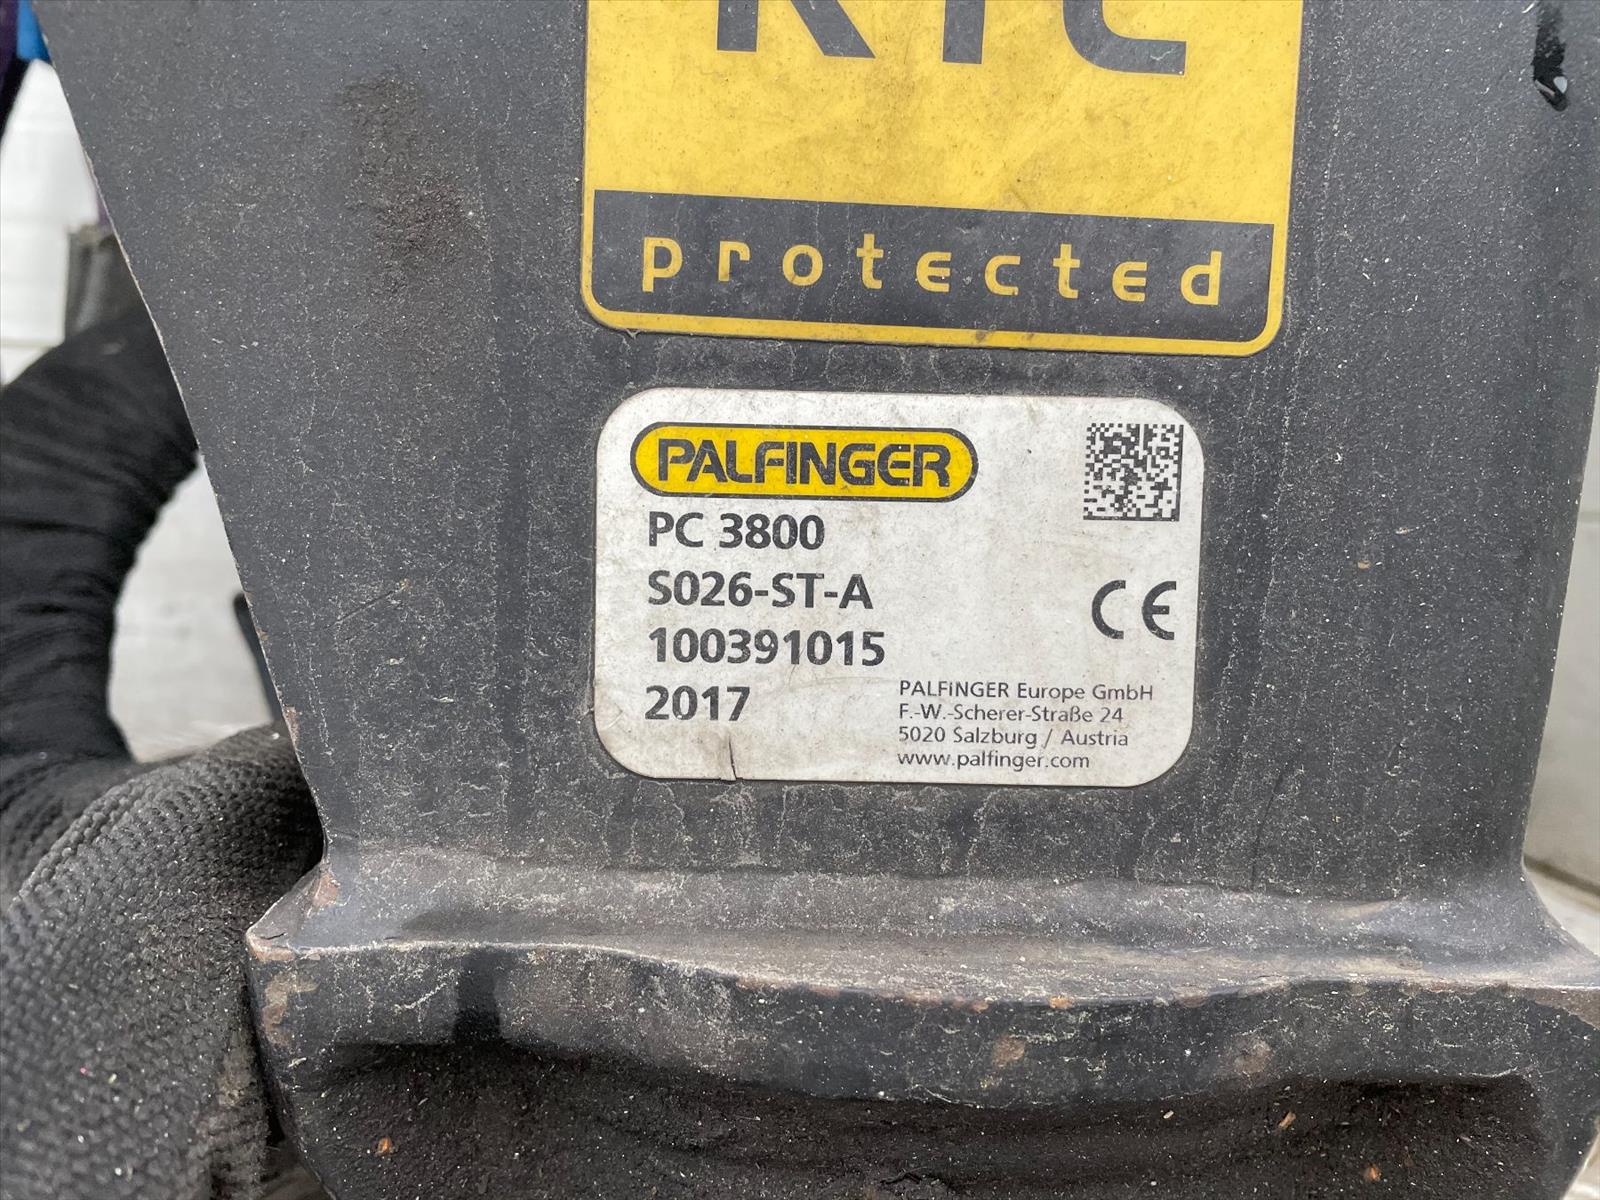 protected
PALFINGER
PC 3800
S026-ST-A
100391015
2017
CE
PALFINGER Europe GmbH
F.-W.-Scherer-Straße 24
5020 Salzburg / Austria
www.palfinger.com